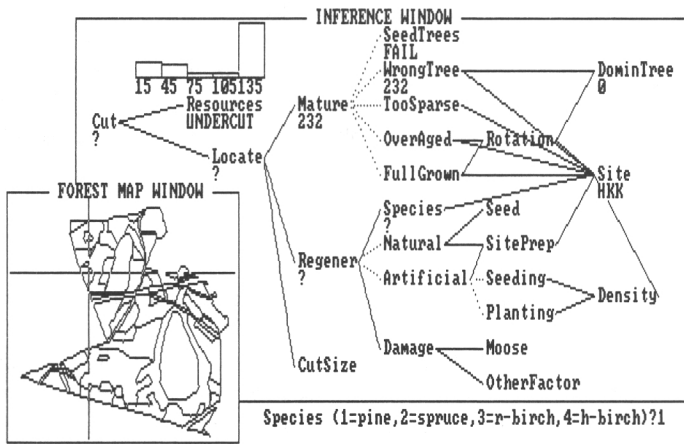 INFERENCE WINDOW
SeedTrees
FAIL
WrongTree
232
DominTree
0
15 45 75 105 135
Resources
UNDERCUT
Mature
232
TooSparse
Cut
?
OverAged
Rotation
Locate
?
FullGrown
Site
HKK
FOREST MAP WINDOW
Species
?
Seed
Natural
SitePrep
Regener
?
Artificial
Seeding
Density
Planting
Damage
Moose
CutSize
OtherFactor
Species (1=pine,2=spruce,3=r-birch,4=h-birch)?1